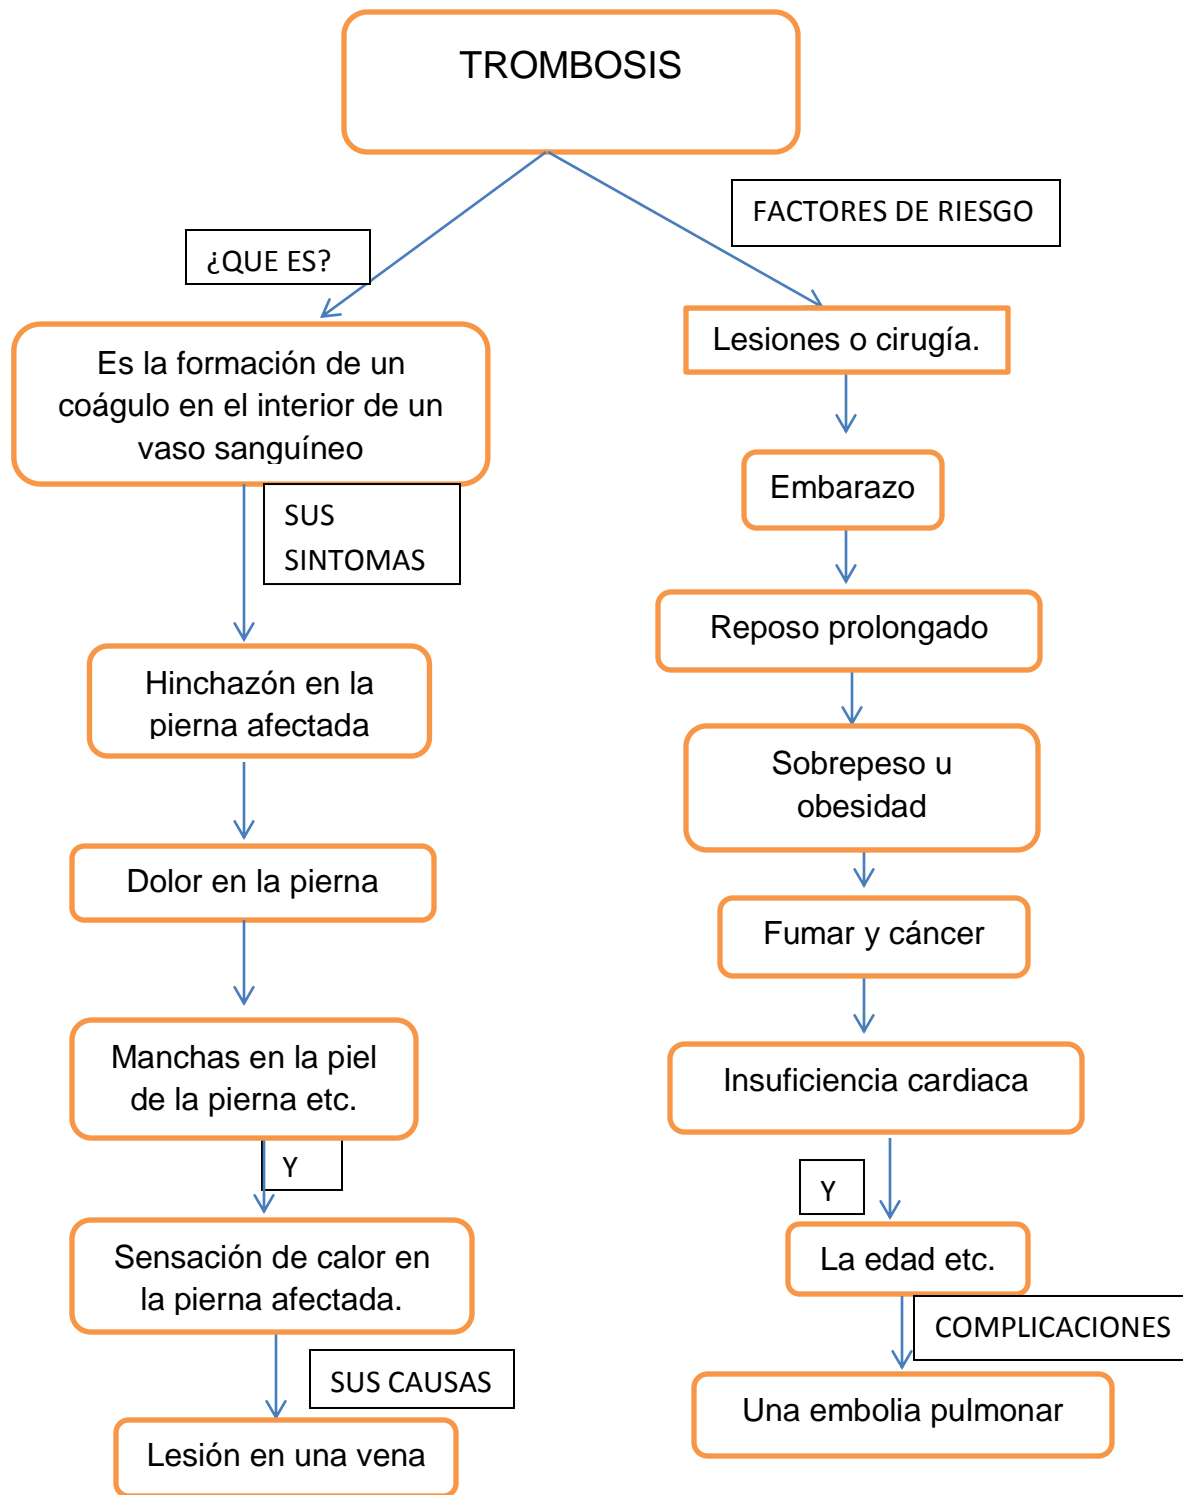 TROMBOSIS
FACTORES DE RIESGO
¿QUE ES?
Es la formación de un
coágulo en el interior de un
vaso sanguíneo
SUS
SINTOMAS
Hinchazón en la
pierna afectada
Dolor en la pierna
Manchas en la piel
de la pierna etc.
Y
Sensación de calor en
la pierna afectada.
SUS CAUSAS
Lesión en una vena
Lesiones o cirugía.
Embarazo
Reposo prolongado
Sobrepeso u
obesidad
Fumar y cáncer
Insuficiencia cardiaca
Y
La edad etc.
COMPLICACIONES
Una embolia pulmonar